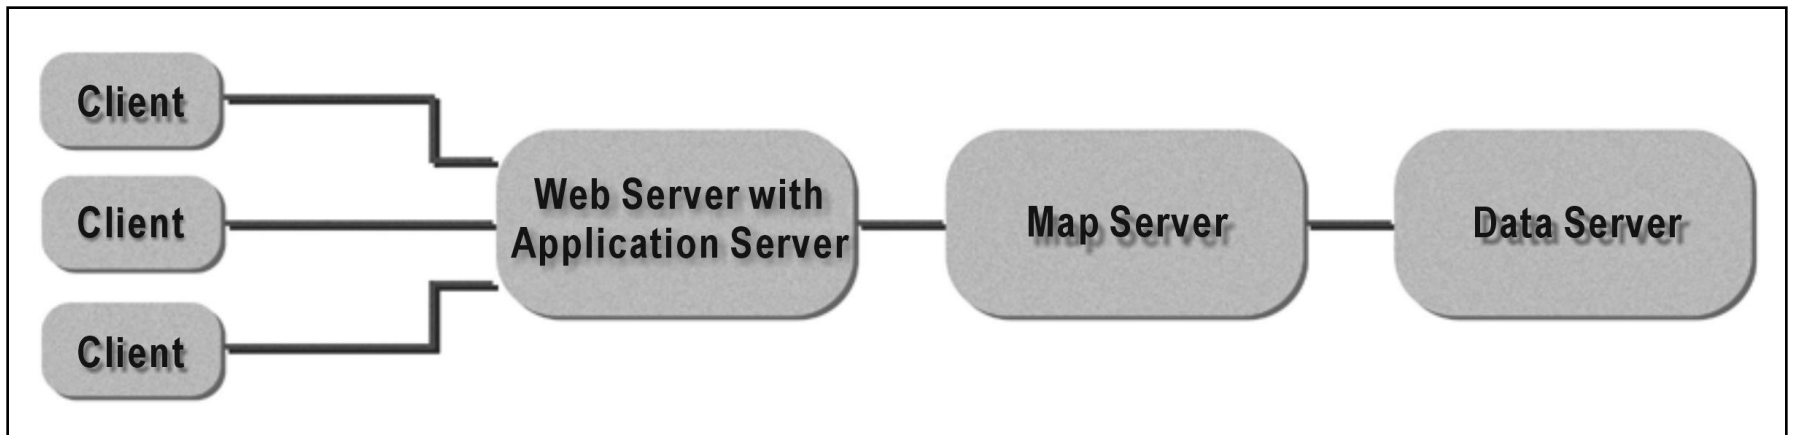 Client
Client
Client
Web Server with
Application Server
Map Server
Data Server